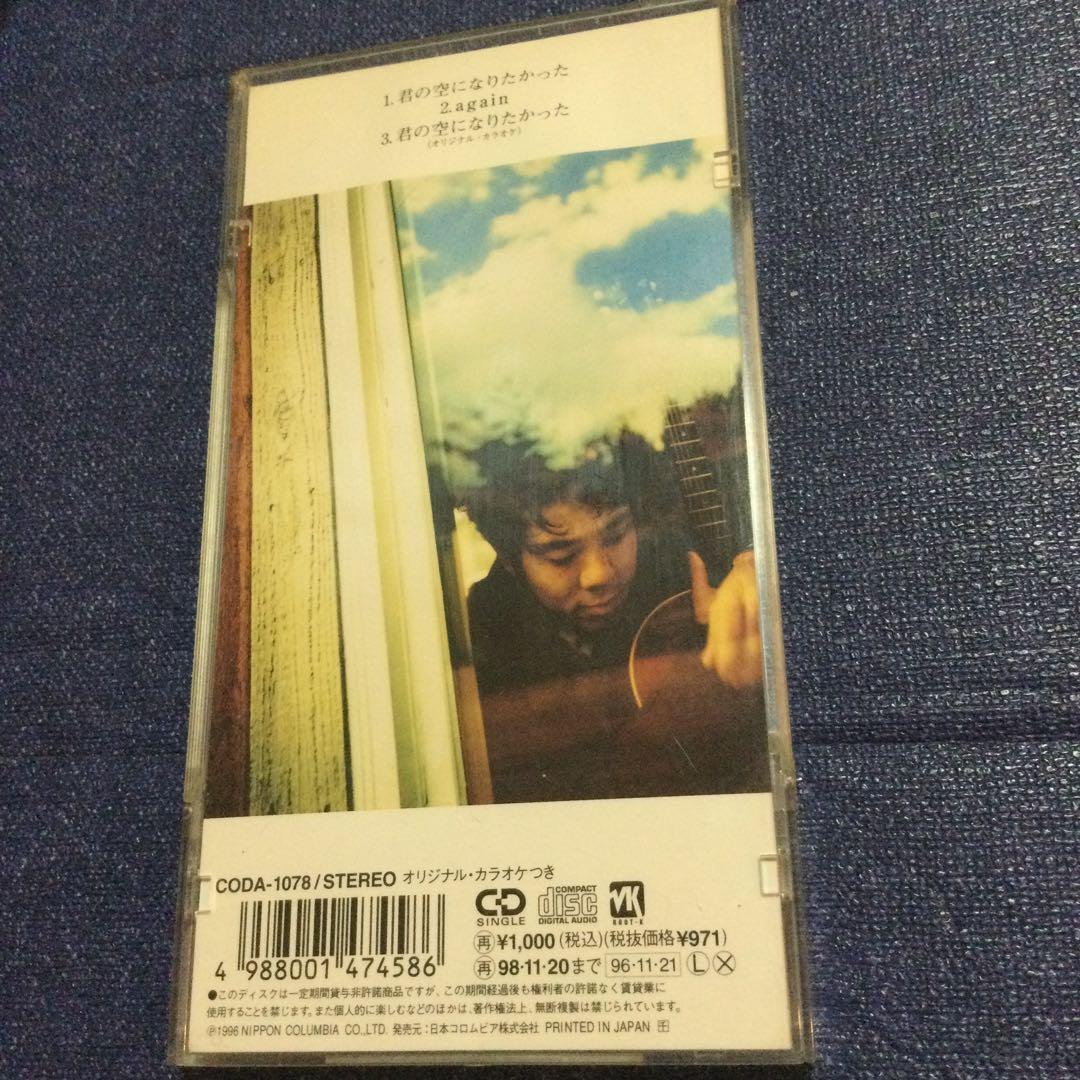 1. 君の空になりたかった
2. again
3. 君の空になりたかった
(オリジナル・カラオケ)
CODA-1078/STEREO オリジナル・カラオケつき
4 988001 474586
CD
SINGLE
COMPACT
disc
DIGITAL AUDIO
ROOT-K
再 ¥1,000 (税込)(税抜価格¥971)
再 98・11・20まで 96・11・21 L X
●このディスクは一定期間貸与非許諾商品ですが、この期間経過後も権利者の許諾なく賃貸業に
使用することを禁じます。また個人的に楽しむなどのほかは、著作権法上、無断複製は禁じられています。
℗1996 NIPPON COLUMBIA CO.,LTD. 発売元:日本コロムビア株式会社 PRINTED IN JAPAN